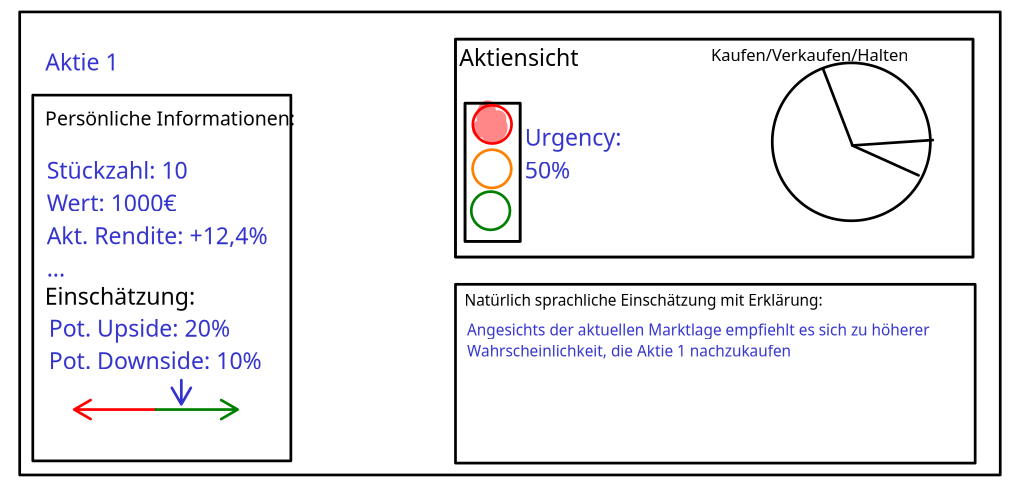 Aktie 1
Persönliche Informationen:
Stückzahl: 10
Wert: 1000€
Akt. Rendite: +12,4%
...
Einschätzung:
Pot. Upside: 20%
Pot. Downside: 10%
Aktiensicht
Kaufen/Verkaufen/Halten
Urgency:
50%
Natürlich sprachliche Einschätzung mit Erklärung:
Angesichts der aktuellen Marktlage empfiehlt es sich zu höherer
Wahrscheinlichkeit, die Aktie 1 nachzukaufen